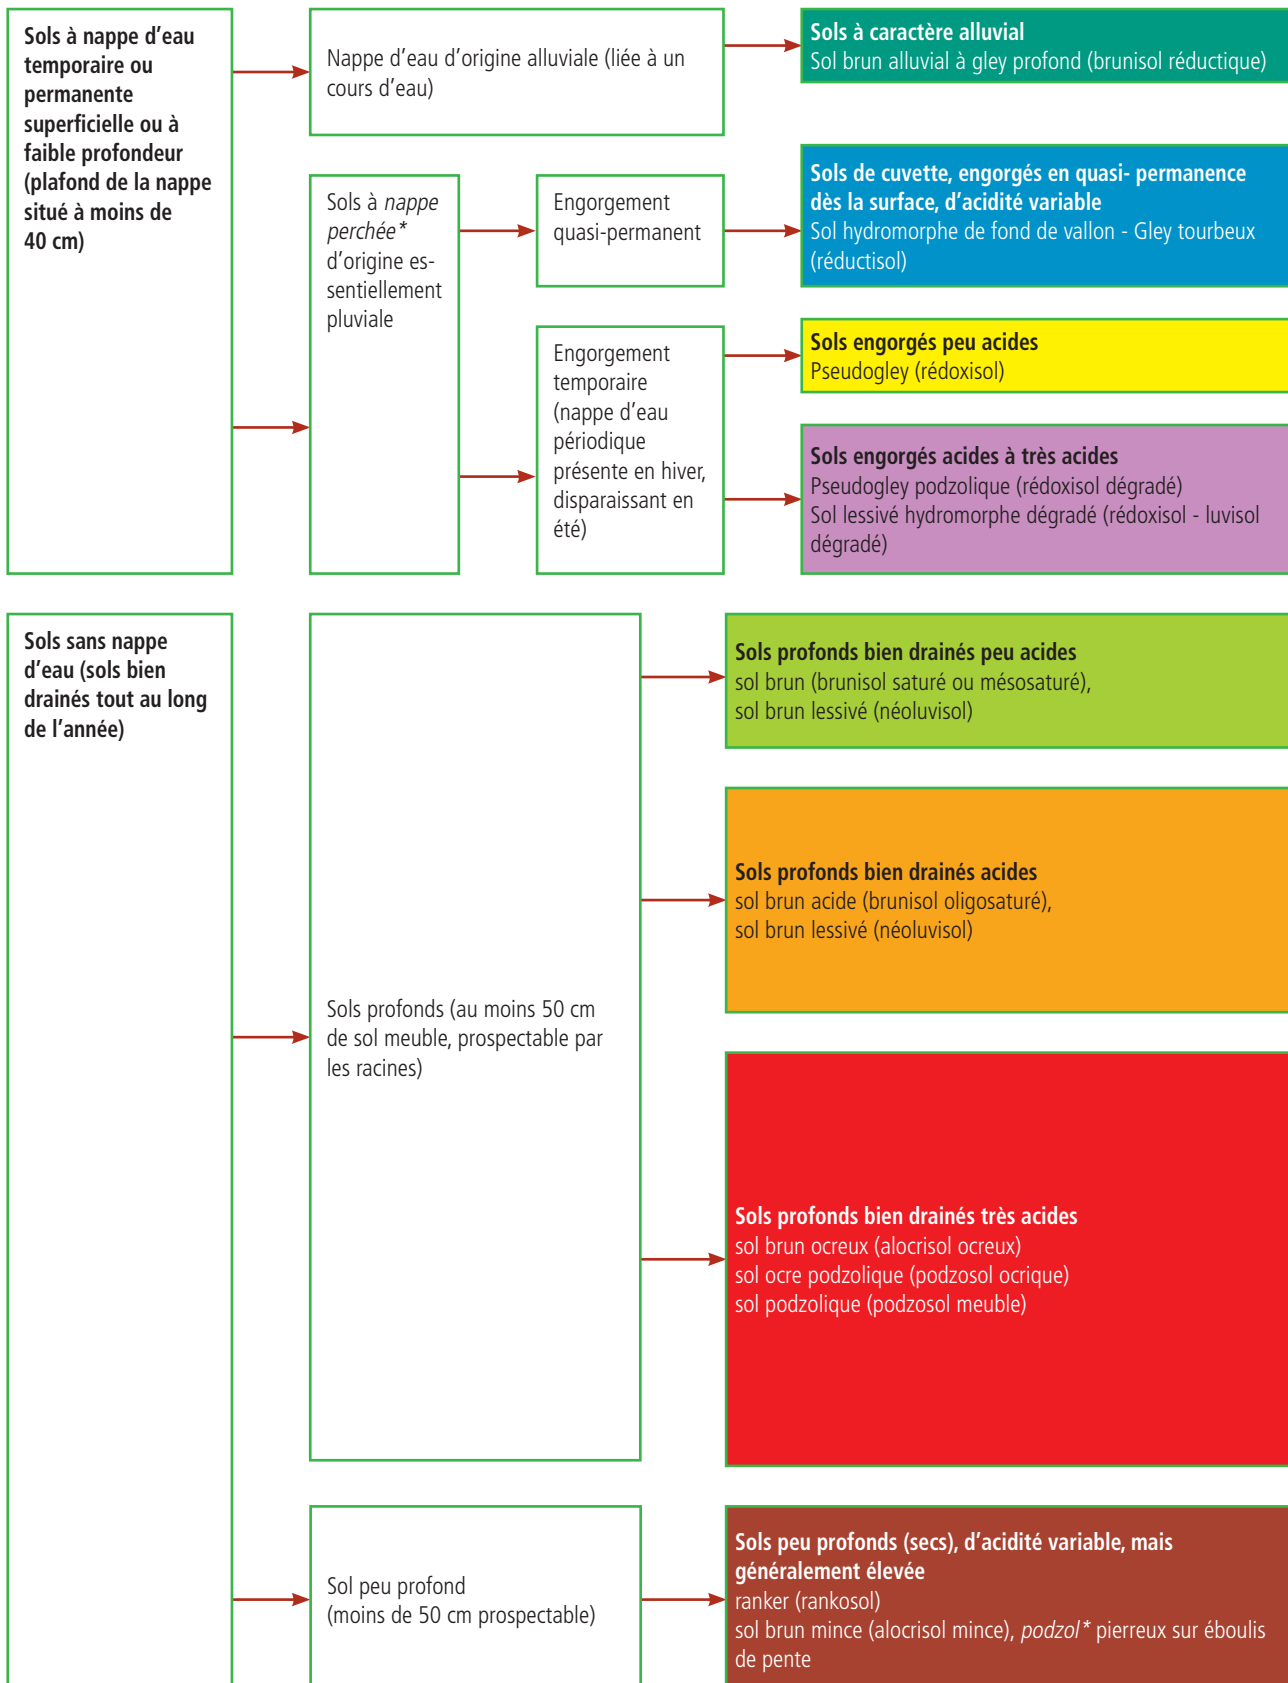 Sols à nappe d’eau
temporaire ou
permanente
superficielle ou à
faible profondeur
(plafond de la nappe
situé à moins de
40 cm)
Nappe d’eau d’origine alluviale (liée à un
cours d’eau)
Sols à caractère alluvial
Sol brun alluvial à gley profond (brunisol réductique)
Sols à nappe
perchée*
d’origine es-
sentiellement
pluviale
Engorgement
quasi-permanent
Sols de cuvette, engorgés en quasi- permanence
dès la surface, d’acidité variable
Sol hydromorphe de fond de vallon - Gley tourbeux
(réductisol)
Engorgement
temporaire
(nappe d’eau
périodique
présente en hiver,
disparaissant en
été)
Sols engorgés peu acides
Pseudogley (rédoxisol)
Sols engorgés acides à très acides
Pseudogley podzolique (rédoxisol dégradé)
Sol lessivé hydromorphe dégradé (rédoxisol - luvisol
dégradé)
Sols sans nappe
d’eau (sols bien
drainés tout au long
de l’année)
Sols profonds (au moins 50 cm
de sol meuble, prospectable par
les racines)
Sols profonds bien drainés peu acides
sol brun (brunisol saturé ou mésosaturé),
sol brun lessivé (néoluvisol)
Sols profonds bien drainés acides
sol brun acide (brunisol oligosaturé),
sol brun lessivé (néoluvisol)
Sols profonds bien drainés très acides
sol brun ocreux (alocrisol ocreux)
sol ocre podzolique (podzosol ocrique)
sol podzolique (podzosol meuble)
Sol peu profond
(moins de 50 cm prospectable)
Sols peu profonds (secs), d’acidité variable, mais
généralement élevée
ranker (rankosol)
sol brun mince (alocrisol mince), podzol* pierreux sur éboulis
de pente